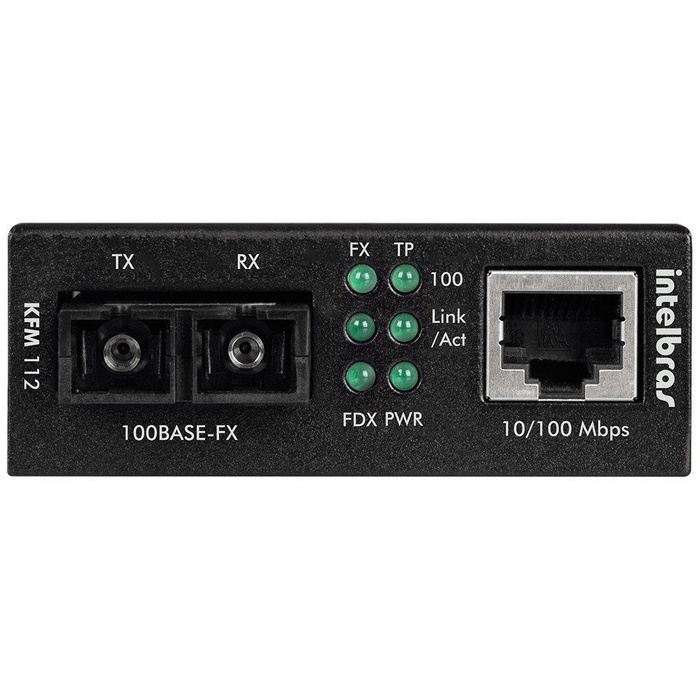 KFM 112
TX RX
100BASE-FX
FX TP
100
Link
/Act
FDX PWR
10/100 Mbps
intelbras